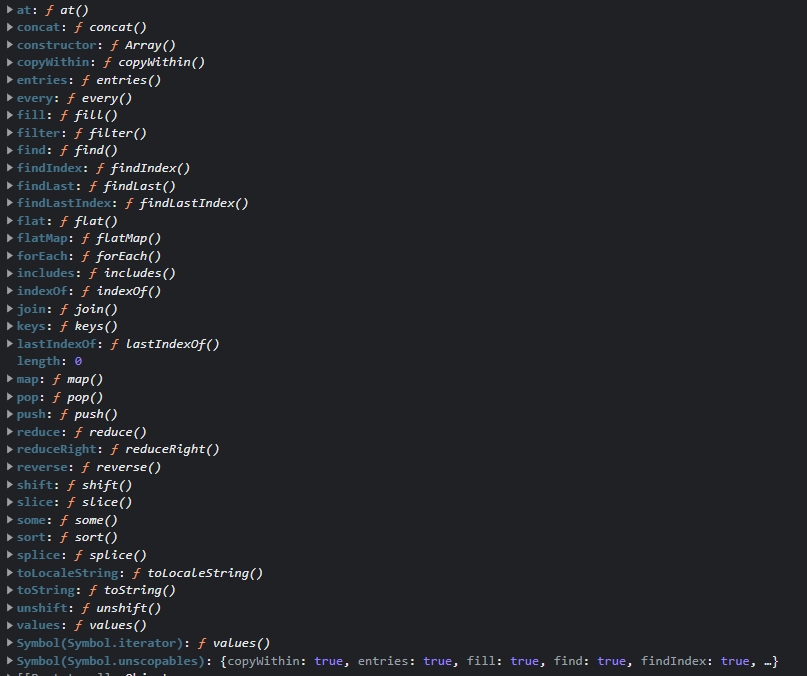 ▶at: ƒ at()
▶concat: ƒ concat()
▶constructor: ƒ Array()
▶copyWithin: ƒ copyWithin()
▶entries: ƒ entries()
▶every: ƒ every()
▶fill: ƒ fill()
▶filter: ƒ filter()
▶find: ƒ find()
▶findIndex: ƒ findIndex()
▶findLast: ƒ findLast()
▶findLastIndex: ƒ findLastIndex()
▶flat: ƒ flat()
▶flatMap: ƒ flatMap()
▶forEach: ƒ forEach()
▶includes: ƒ includes()
▶indexOf: ƒ indexOf()
▶join: ƒ join()
▶keys: ƒ keys()
▶lastIndexOf: ƒ lastIndexOf()
length: 0
▶map: ƒ map()
▶pop: ƒ pop()
▶push: ƒ push()
▶reduce: ƒ reduce()
▶reduceRight: ƒ reduceRight()
▶reverse: ƒ reverse()
▶shift: ƒ shift()
▶slice: ƒ slice()
▶some: ƒ some()
▶sort: ƒ sort()
▶splice: ƒ splice()
▶toLocaleString: ƒ toLocaleString()
▶toString: ƒ toString()
▶unshift: ƒ unshift()
▶values: ƒ values()
▶Symbol(Symbol.iterator): ƒ values()
▶Symbol(Symbol.unscopables): {copyWithin: true, entries: true, fill: true, find: true, findIndex: true, …}